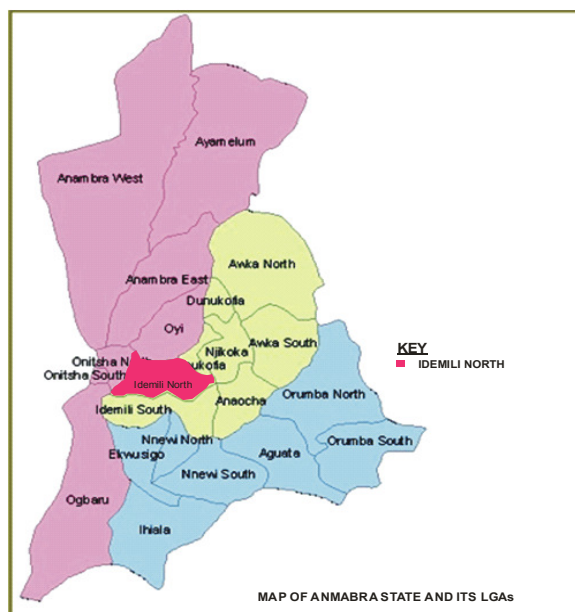 Ayamelum
Anambra West
Awka North
Anambra East
Dunukofia
Oyi
Awka South
Njikoka
KEY
IDEMILI NORTH
Onitsha No
ukofia
Onitsha South
Idemili North
Orumba North
Anaocha
Idemili South
Nnewi North
Orumba South
Ekwusigo
Aguata
Nnewi South
Ogbaru
Ihiala
MAP OF ANMABRA STATE AND ITS LGAs